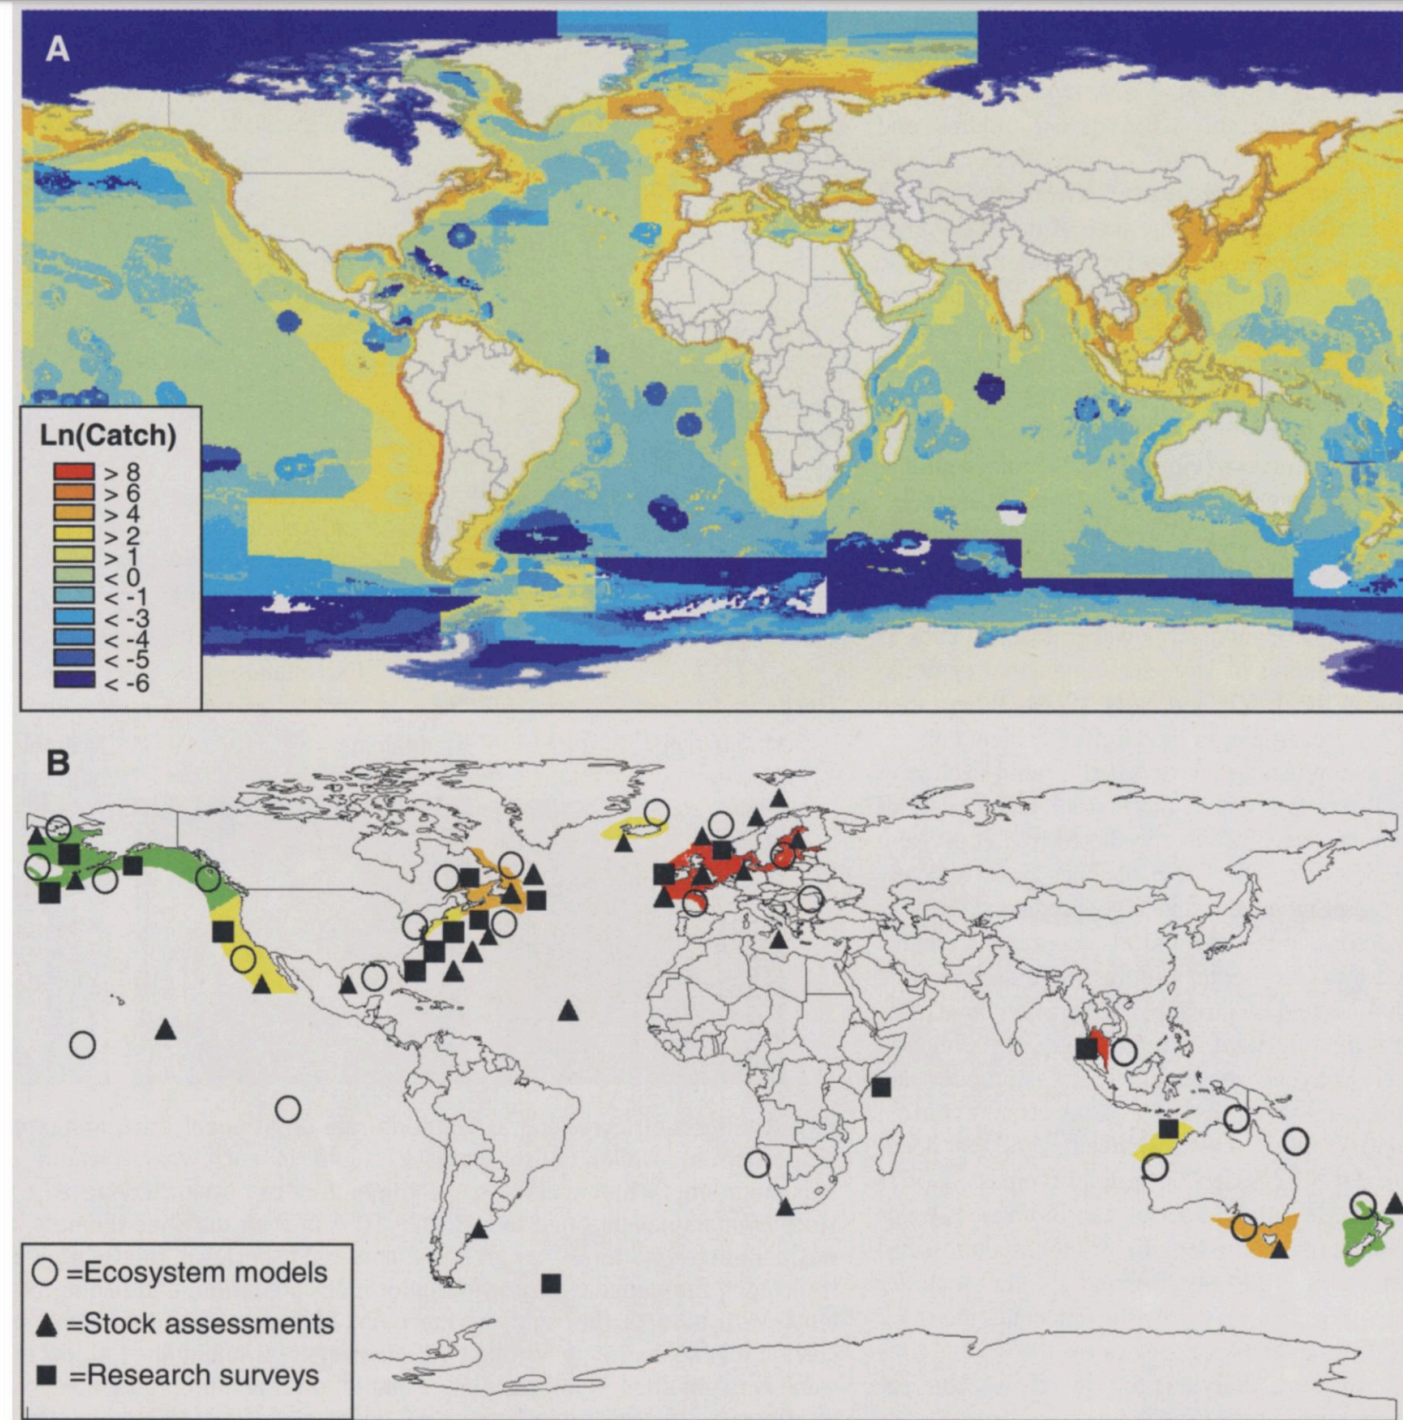 A
Ln(Catch)
> 8
> 6
> 4
> 2
> 1
< 0
< -1
< -3
< -4
< -5
< -6
B
=Ecosystem models
=Stock assessments
=Research surveys